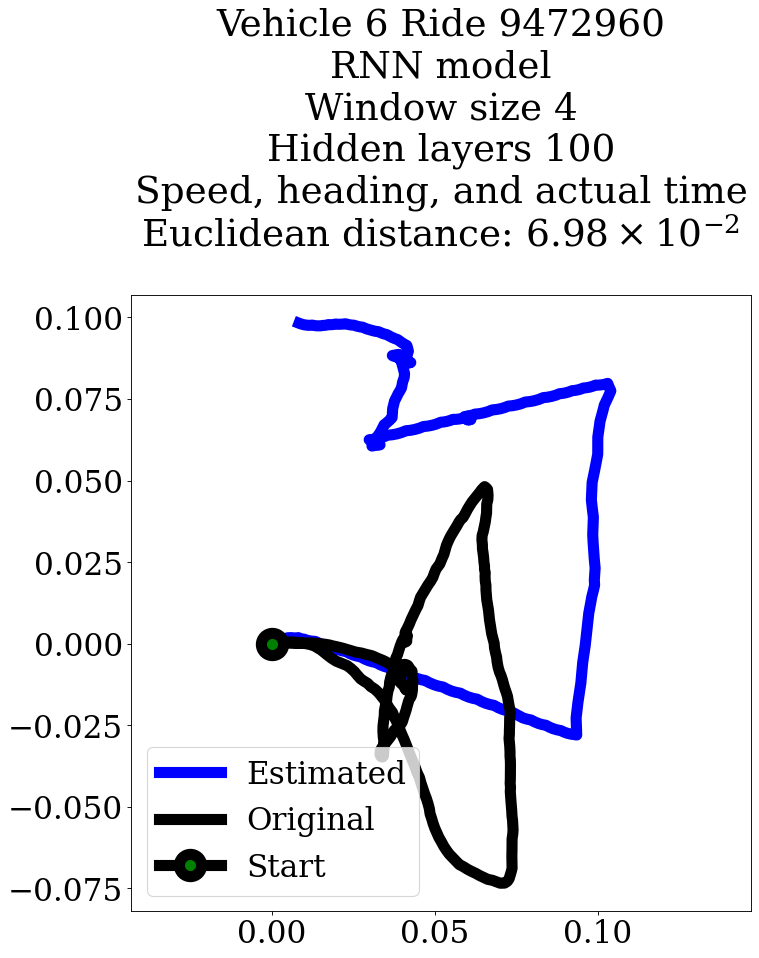 Vehicle 6 Ride 9472960
RNN model
Window size 4
Hidden layers 100
Speed, heading, and actual time
Euclidean distance: 6.98 × 10⁻²
0.100
0.075
0.050
0.025
0.000
−0.025
−0.050
−0.075
Estimated
Original
Start
0.00 0.05 0.10